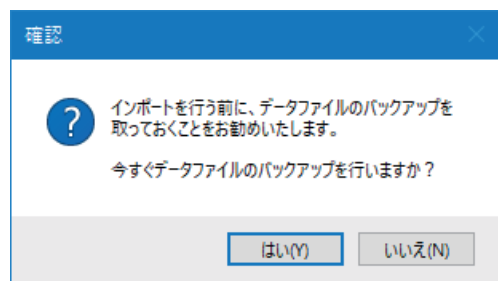 確認
インポートを行う前に、データファイルのバックアップを
取っておくことをお勧めいたします。
今すぐデータファイルのバックアップを行いますか？
はい(Y)
いいえ(N)